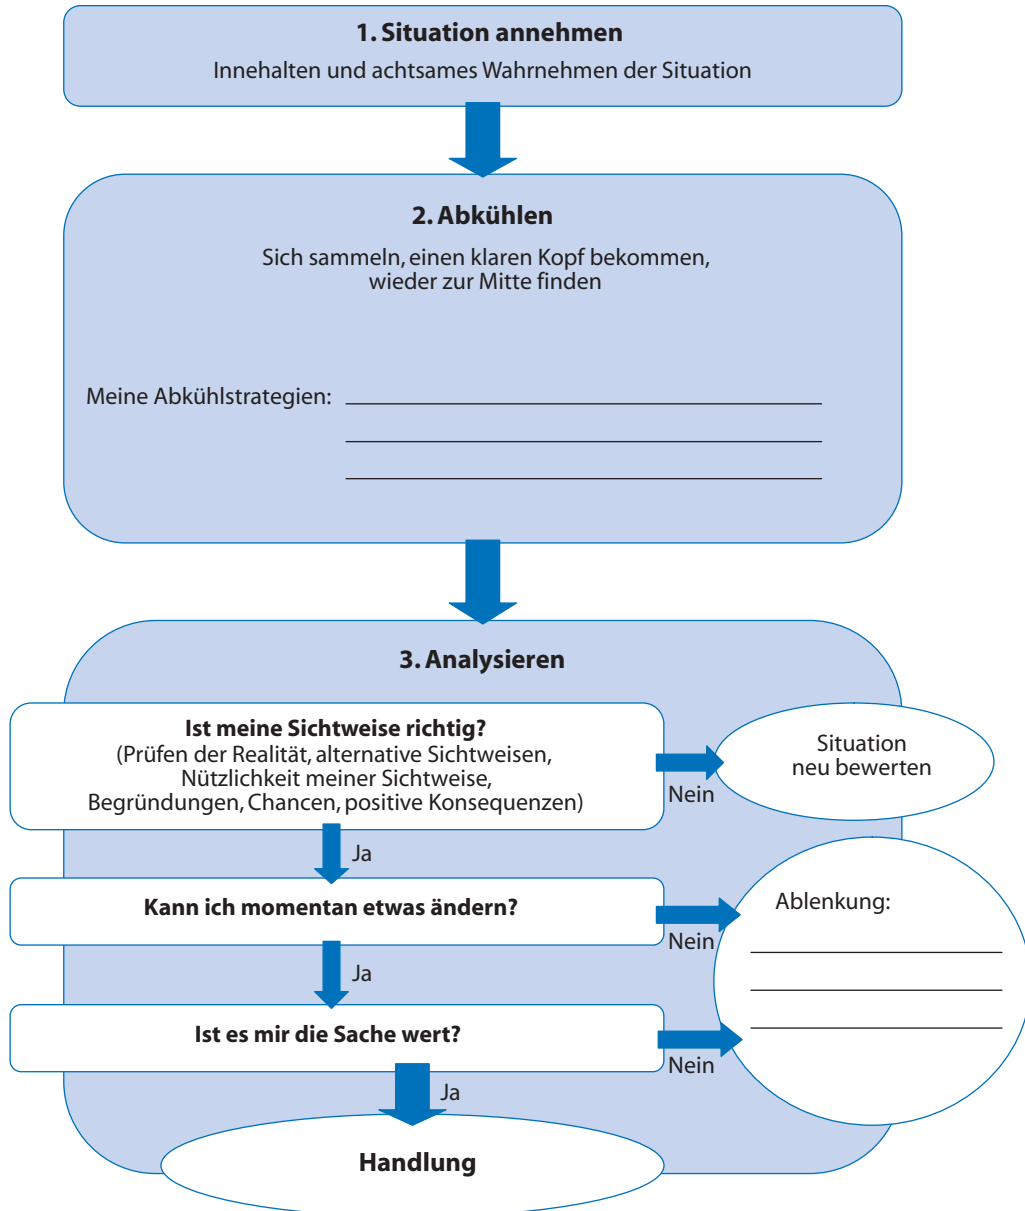 1. Situation annehmen
Innehalten und achtsames Wahrnehmen der Situation
2. Abkühlen
Sich sammeln, einen klaren Kopf bekommen,
wieder zur Mitte finden
Meine Abkühlstrategien:
3. Analysieren
Ist meine Sichtweise richtig?
(Prüfen der Realität, alternative Sichtweisen,
Nützlichkeit meiner Sichtweise,
Begründungen, Chancen, positive Konsequenzen)
Nein
Situation
neu bewerten
Ja
Kann ich momentan etwas ändern?
Nein
Ablenkung:
Ja
Ist es mir die Sache wert?
Nein
Ja
Handlung